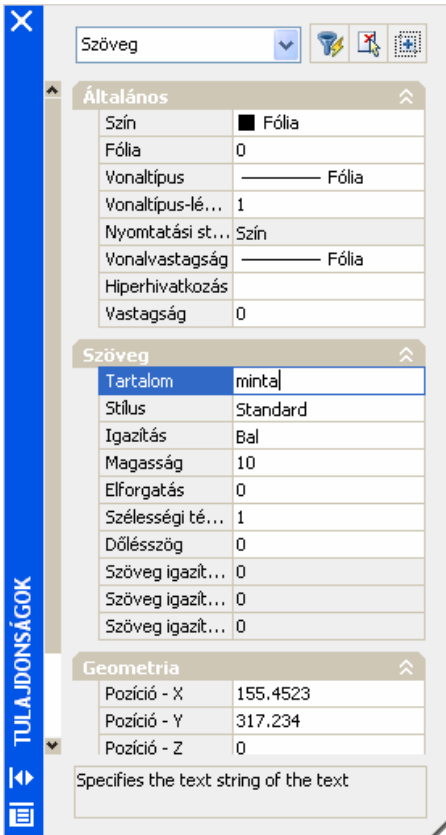 Szöveg
Általános
Szín Fólia
Fólia 0
Vonaltípus Fólia
Vonaltípus-lé... 1
Nyomtatási st... Szín
Vonalvastagság Fólia
Hiperhivatkozás
Vastagság 0
Szöveg
Tartalom minta
Stílus Standard
Igazítás Bal
Magasság 10
Elforgatás 0
Szélességi té... 1
Dőlésszög 0
Szöveg igazít... 0
Szöveg igazít... 0
Szöveg igazít... 0
Geometria
Pozíció - X 155.4523
Pozíció - Y 317.234
Pozíció - Z 0
Specifies the text string of the text
TULAJDONSÁGOK